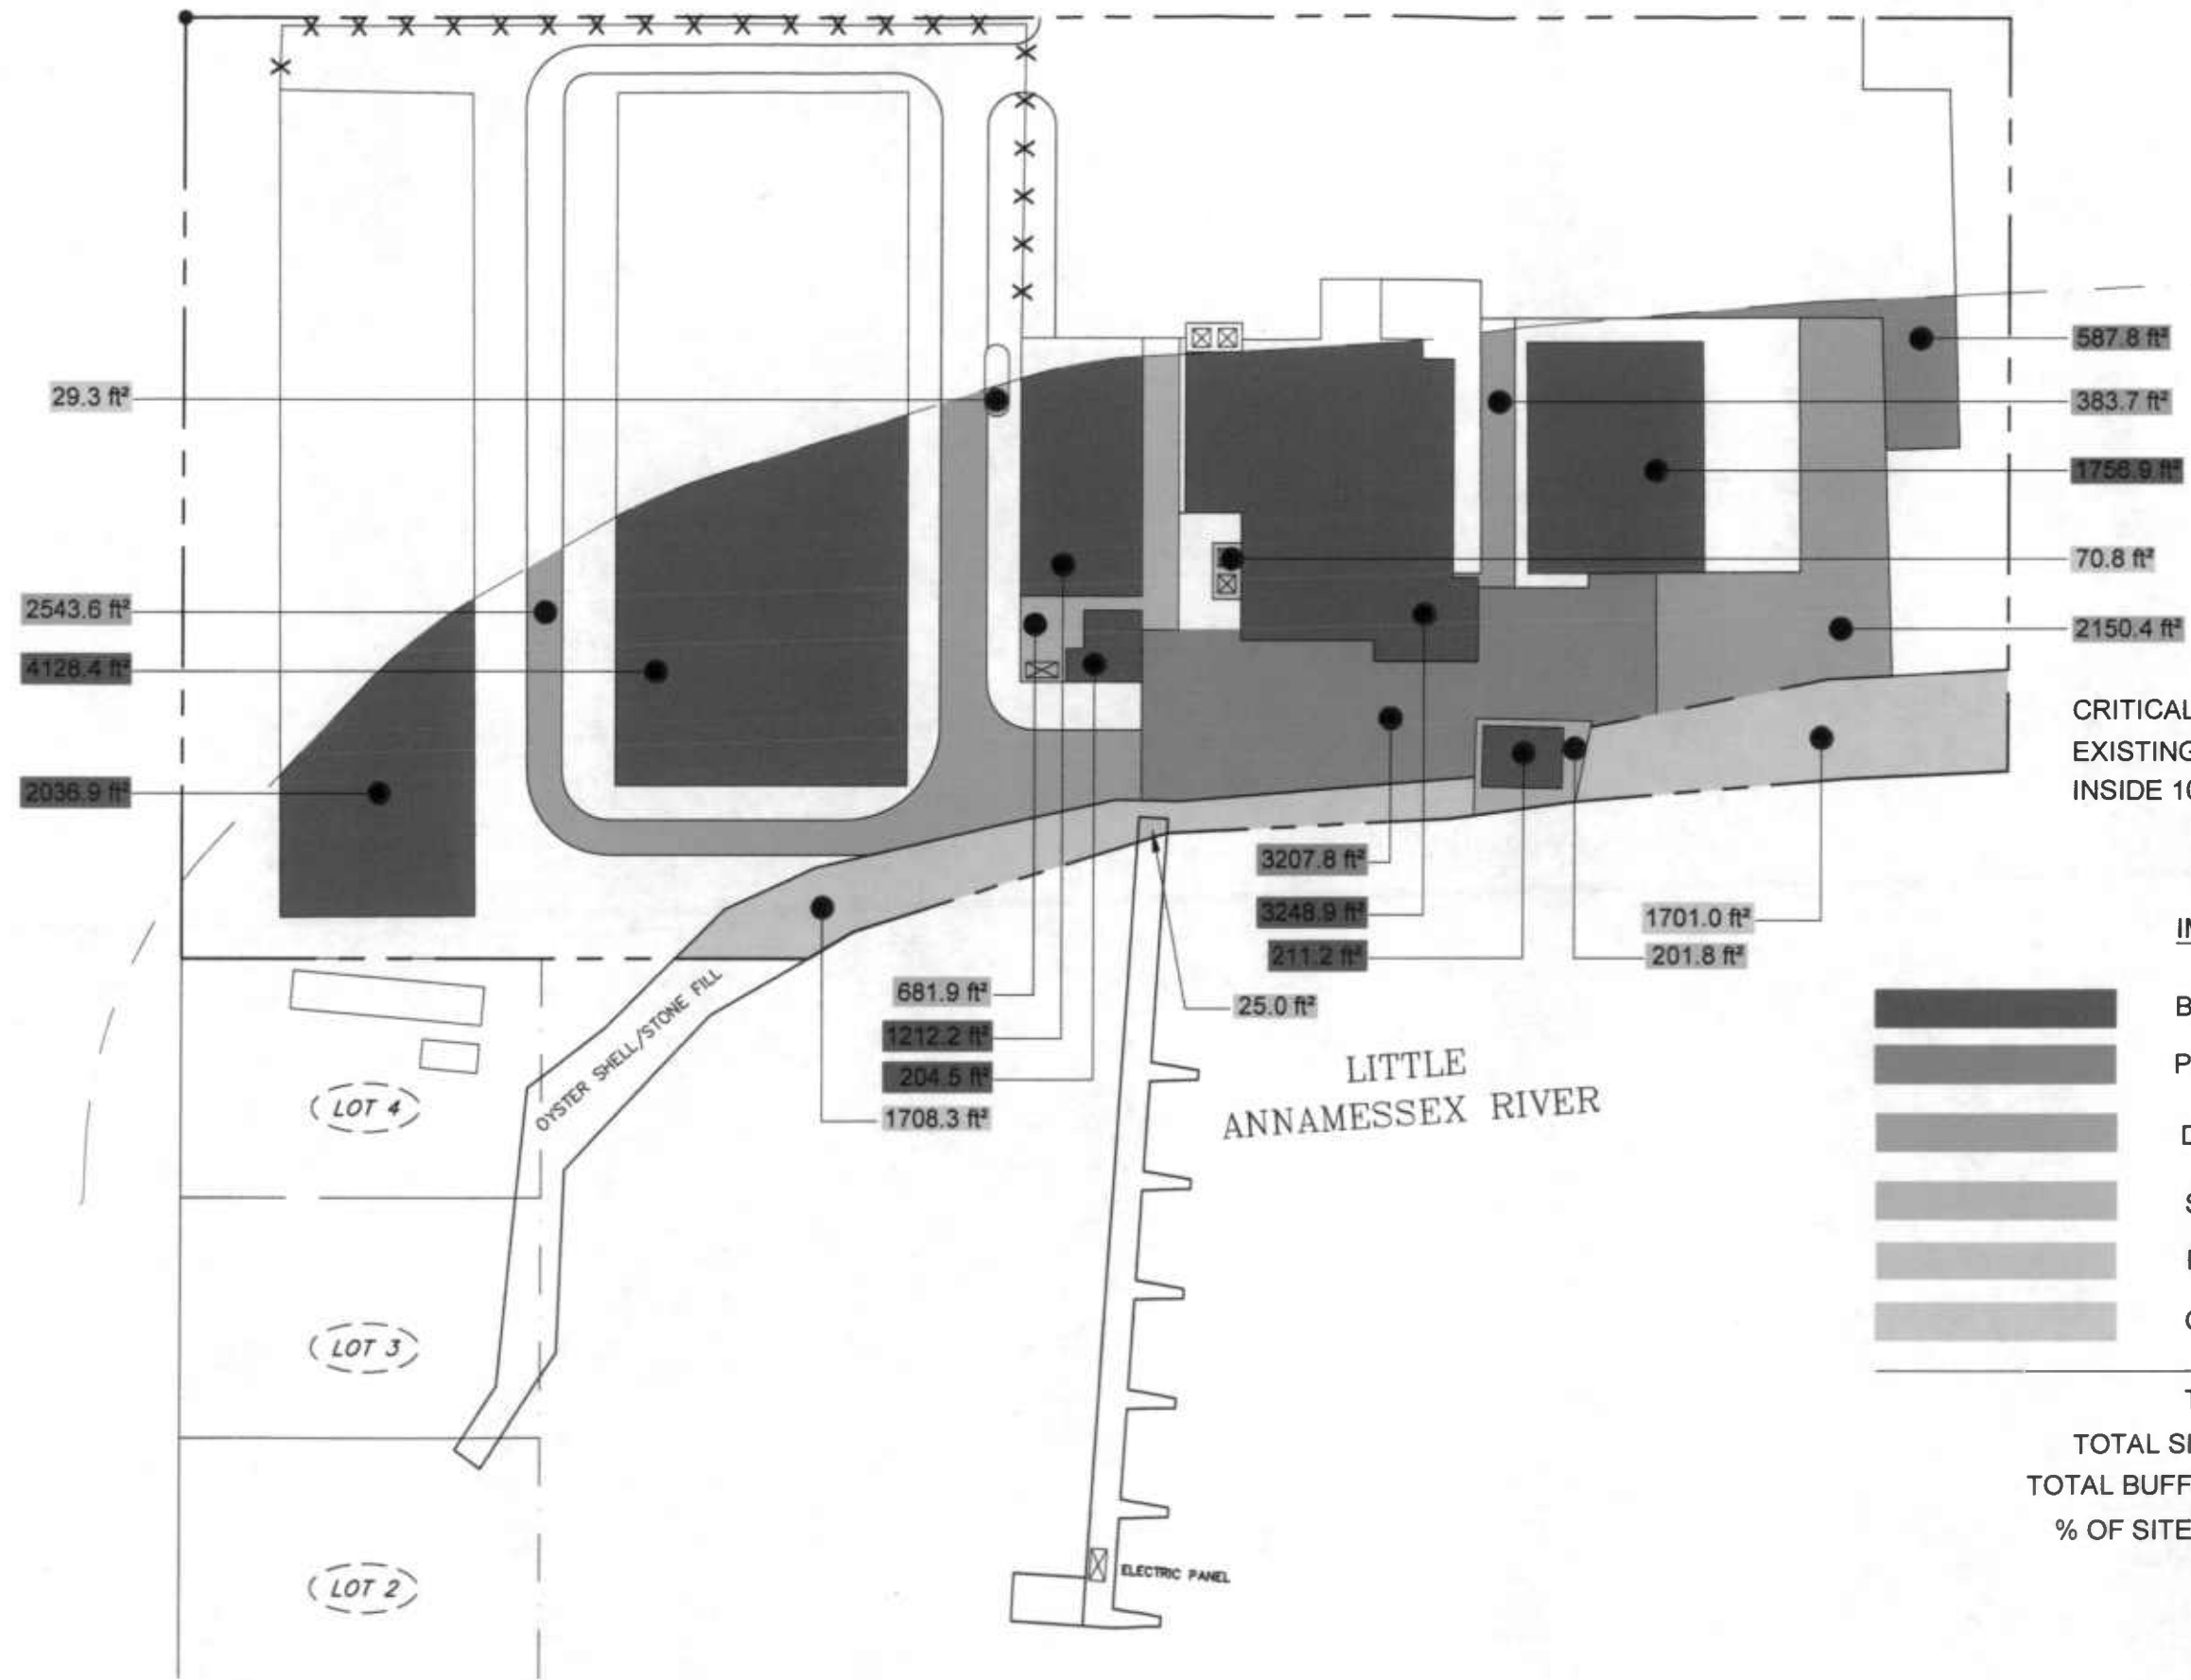 29.3 ft²
2543.6 ft²
4128.4 ft²
2036.9 ft²
587.8 ft²
383.7 ft²
1756.9 ft²
70.8 ft²
2150.4 ft²
CRITICAL
EXISTING
INSIDE 10
3207.8 ft²
3248.9 ft²
211.2 ft²
1701.0 ft²
201.8 ft²
681.9 ft²
1212.2 ft²
204.5 ft²
1708.3 ft²
25.0 ft²
OYSTER SHELL/STONE FILL
LITTLE
ANNAMESSEX RIVER
LOT 4
LOT 3
LOT 2
ELECTRIC PANEL
B
P
S
TOTAL
TOTAL BUFF
% OF SITE